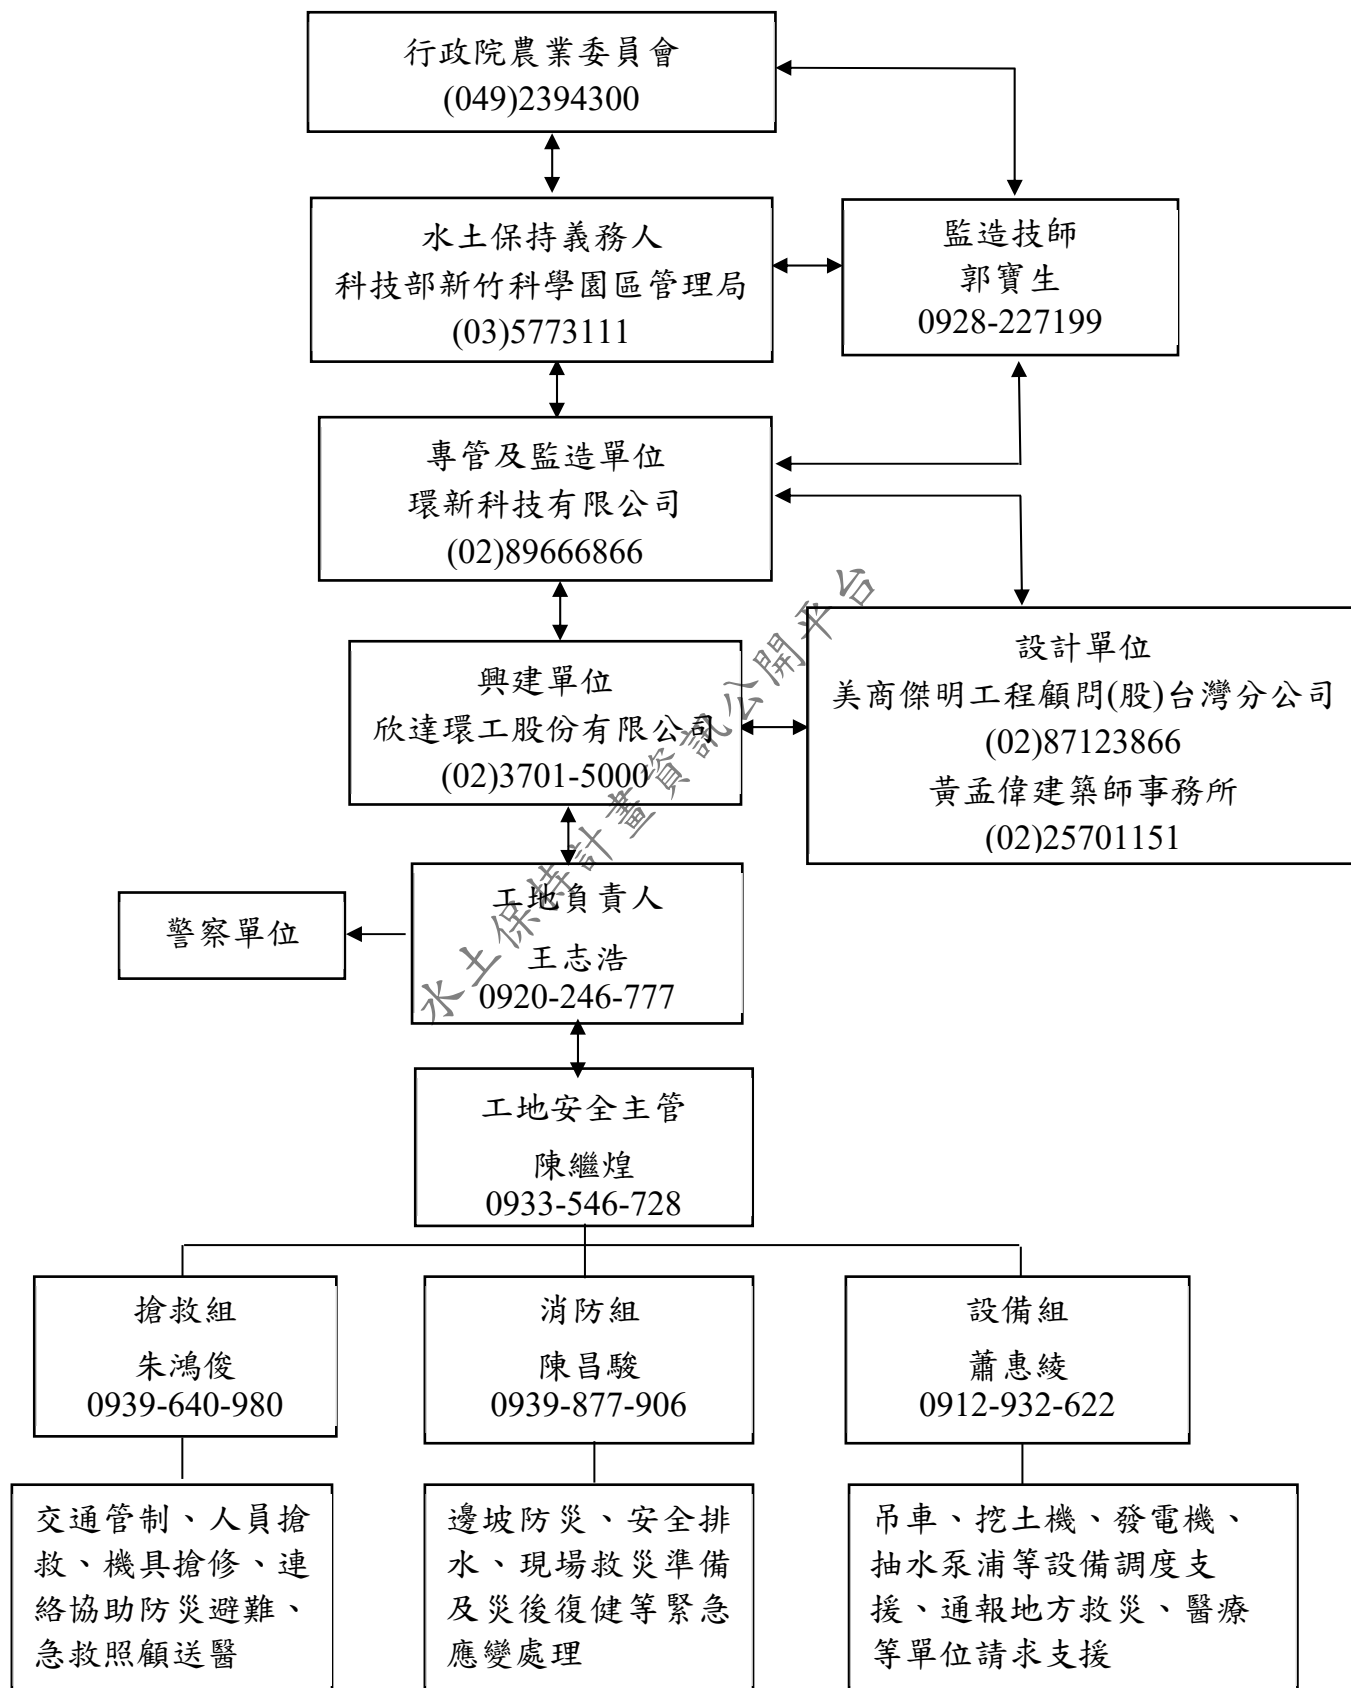 行政院農業委員會
(049)2394300
水土保持義務人
科技部新竹科學園區管理局
(03)5773111
監造技師
郭寶生
0928-227199
專管及監造單位
環新科技有限公司
(02)89666866
興建單位
欣達環工股份有限公司
(02)3701-5000
設計單位
美商傑明工程顧問(股)台灣分公司
(02)87123866
黃孟偉建築師事務所
(02)25701151
警察單位
工地負責人
王志浩
0920-246-777
工地安全主管
陳繼煌
0933-546-728
搶救組
朱鴻俊
0939-640-980
消防組
陳昌駿
0939-877-906
設備組
蕭惠綾
0912-932-622
交通管制、人員搶
救、機具搶修、連
絡協助防災避難、
急救照顧送醫
邊坡防災、安全排
水、現場救災準備
及災後復健等緊急
應變處理
吊車、挖土機、發電機、
抽水泵浦等設備調度支
援、通報地方救災、醫療
等單位請求支援
水土保持計畫資訊公開平台